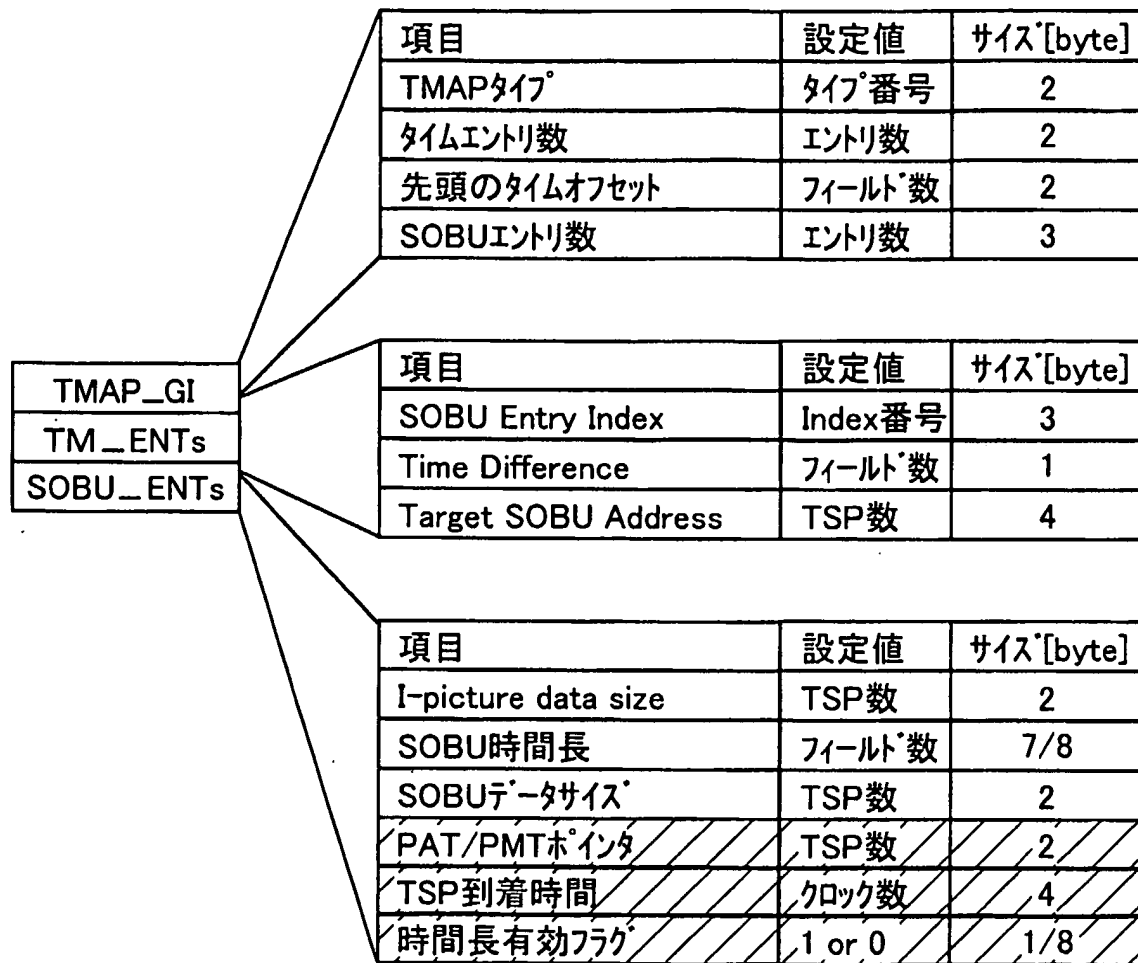 項目 設定値 サイズ[byte]
TMAPタイプ タイプ番号 2
タイムエントリ数 エントリ数 2
先頭のタイムオフセット フィールド数 2
SOBUエントリ数 エントリ数 3
TMAP_GI
TM_ENTs
SOBU_ENTs
項目 設定値 サイズ[byte]
SOBU Entry Index Index番号 3
Time Difference フィールド数 1
Target SOBU Address TSP数 4
項目 設定値 サイズ[byte]
I-picture data size TSP数 2
SOBU時間長 フィールド数 7/8
SOBUデータサイズ TSP数 2
PAT/PMTポインタ TSP数 2
TSP到着時間 クロック数 4
時間長有効フラグ 1 or 0 1/8